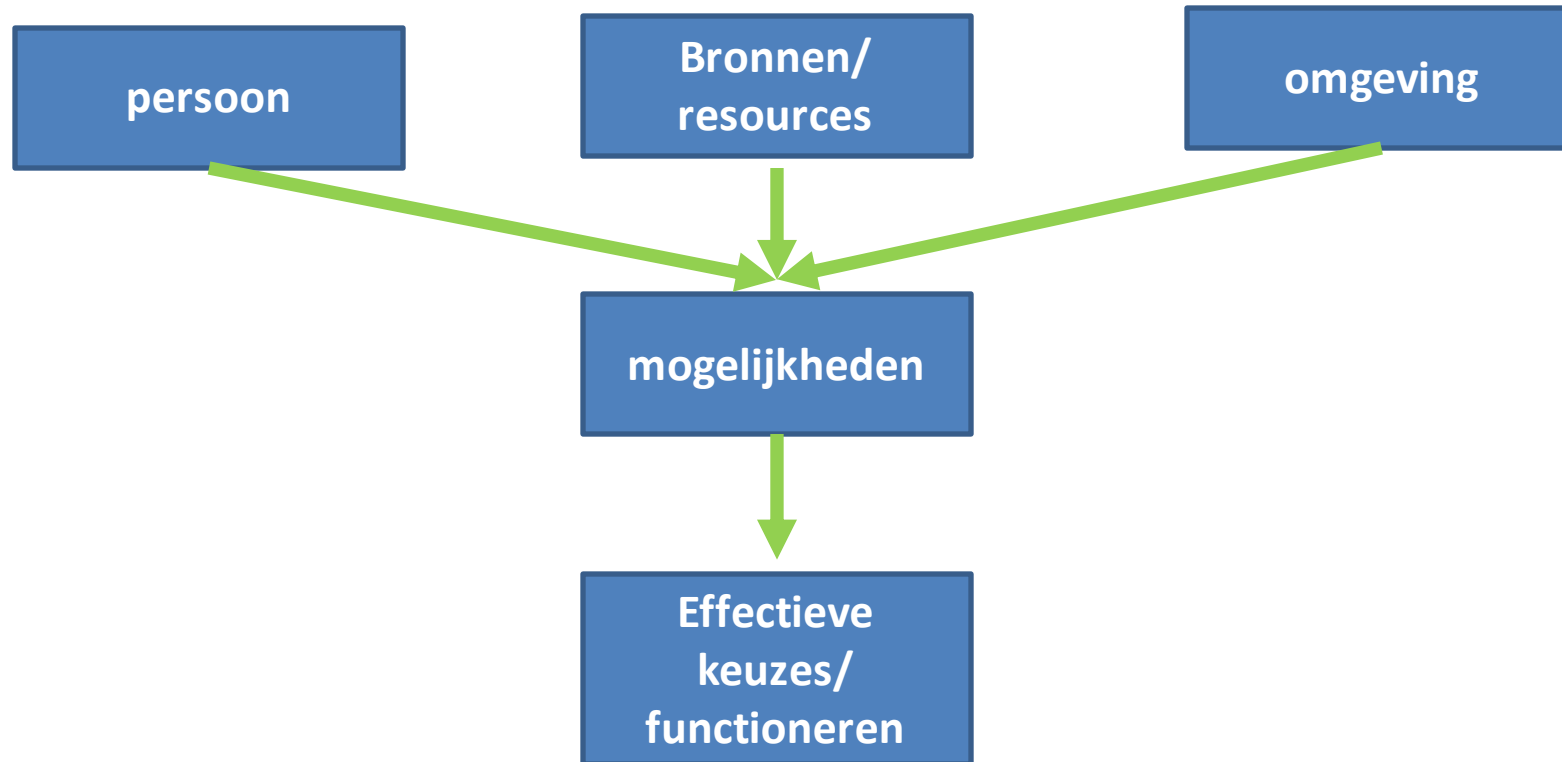 persoon
Bronnen/
resources
omgeving
mogelijkheden
Effectieve
keuzes/
functioneren